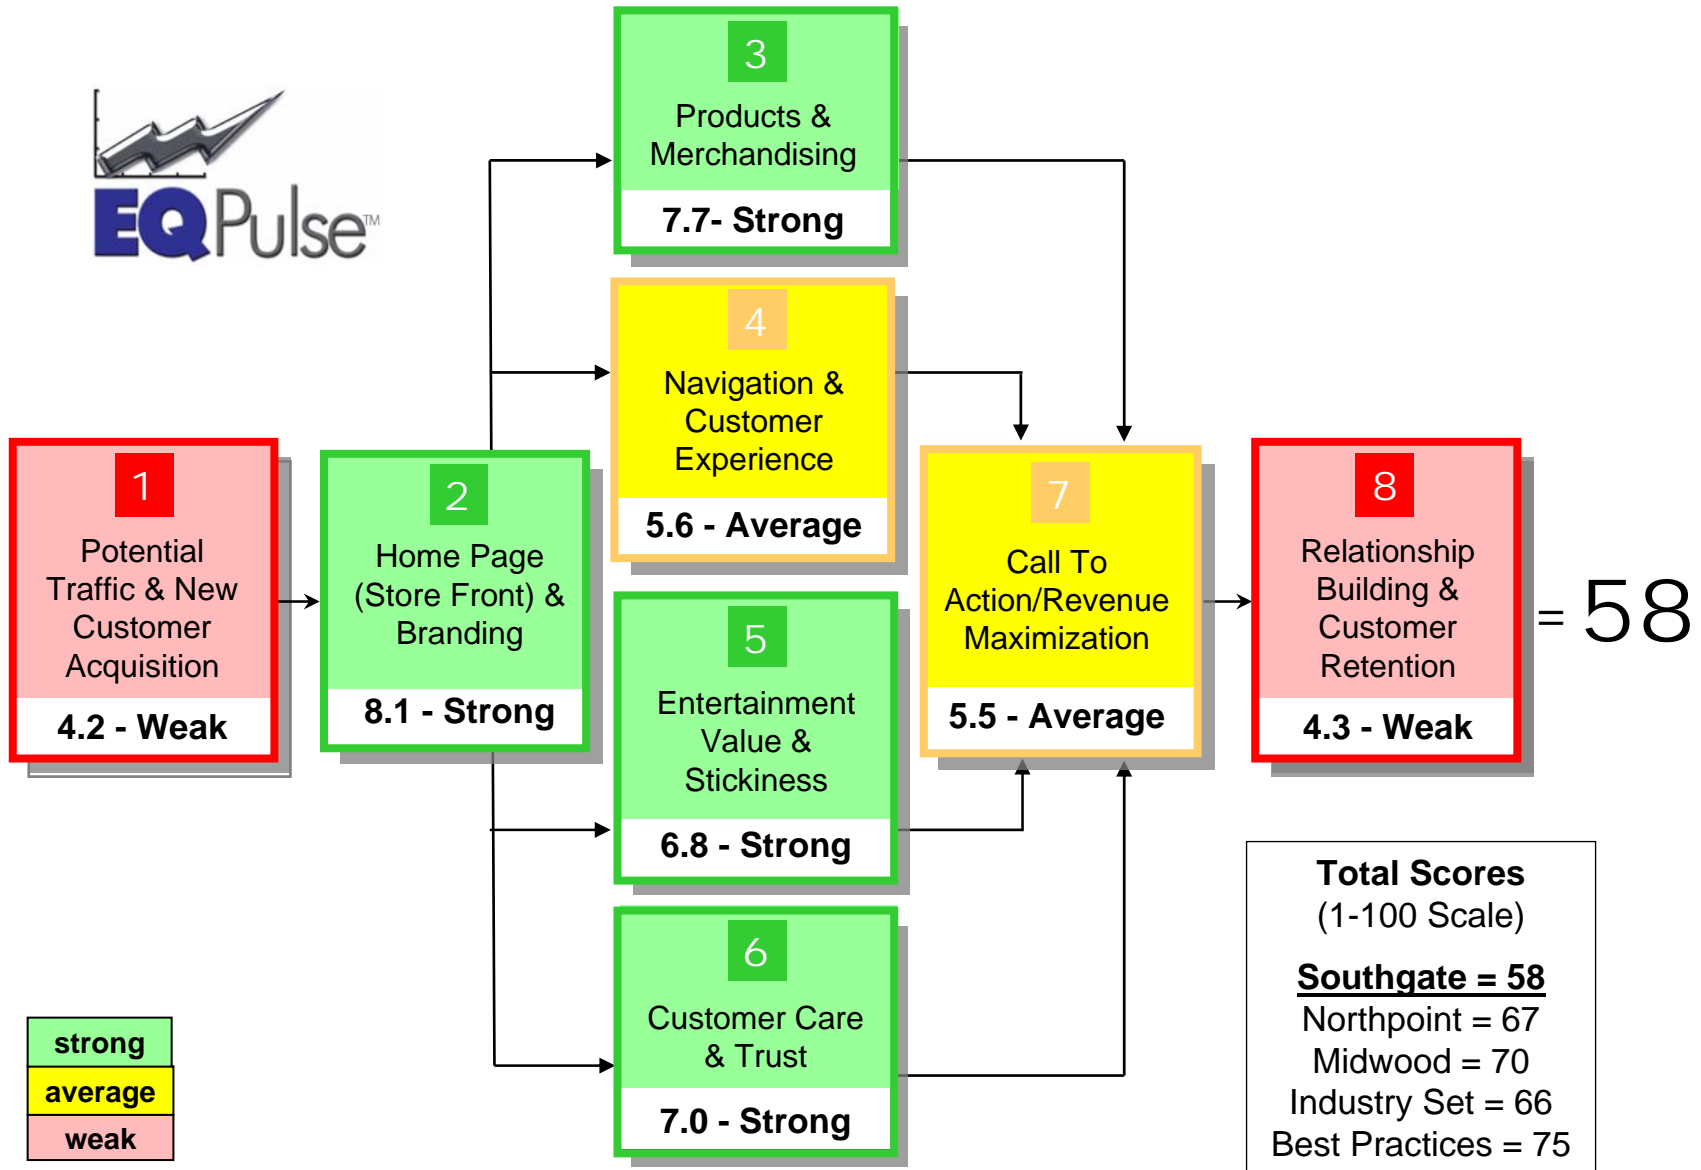 EQPulse™
1
Potential
Traffic & New
Customer
Acquisition
4.2 - Weak
2
Home Page
(Store Front) &
Branding
8.1 - Strong
3
Products &
Merchandising
7.7- Strong
4
Navigation &
Customer
Experience
5.6 - Average
5
Entertainment
Value &
Stickiness
6.8 - Strong
6
Customer Care
& Trust
7.0 - Strong
7
Call To
Action/Revenue
Maximization
5.5 - Average
8
Relationship
Building &
Customer
Retention
4.3 - Weak
= 58
strong
average
weak
Total Scores
(1-100 Scale)
Southgate = 58
Northpoint = 67
Midwood = 70
Industry Set = 66
Best Practices = 75